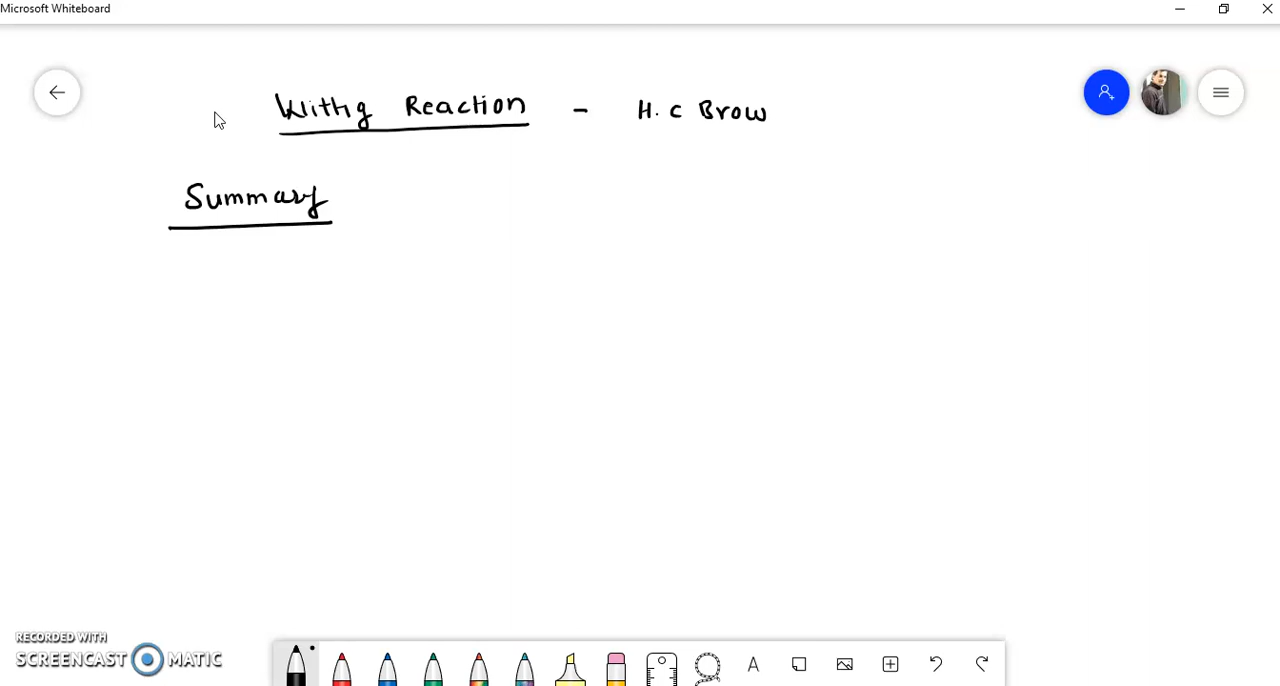 Microsoft Whiteboard
Wittig Reaction - H. C Brow
Summary
RECORDED WITH
SCREENCAST MATIC
A